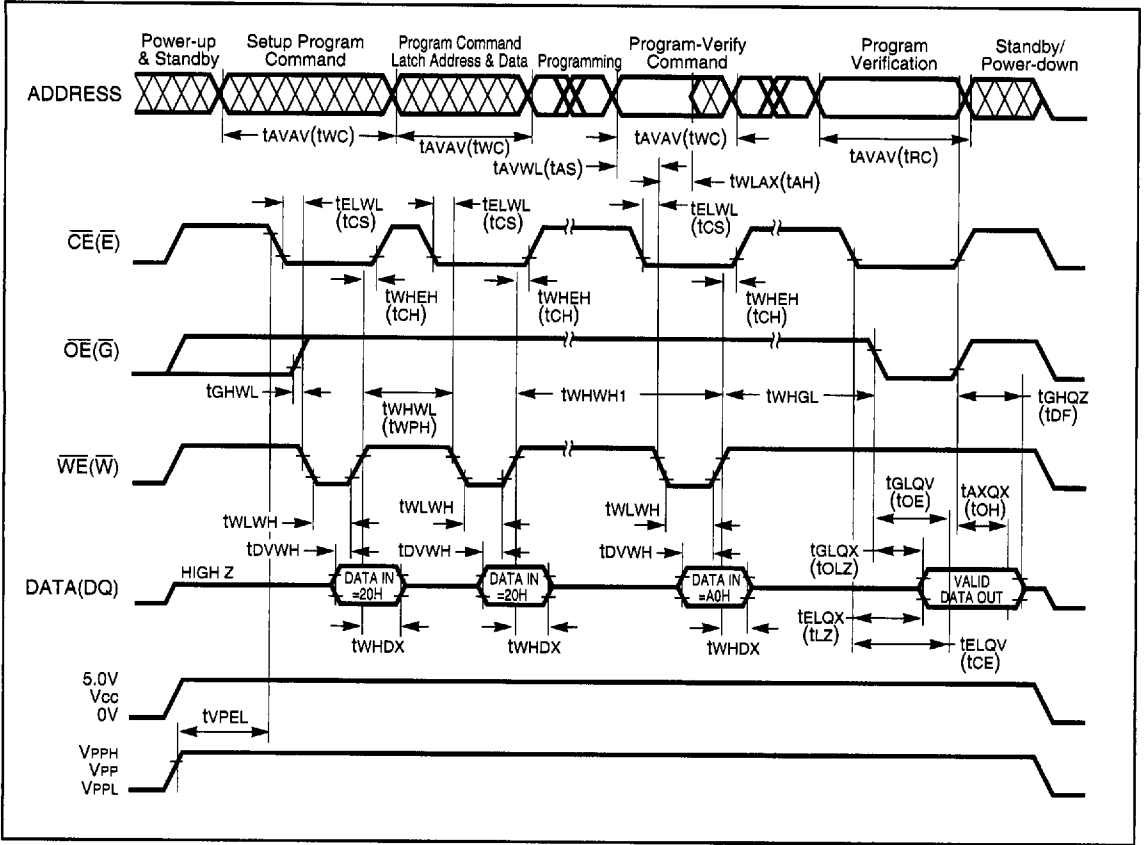 Power-up & Standby
Setup Program Command
Program Command Latch Address & Data
Programming
Program-Verify Command
Program Verification
Standby/ Power-down
ADDRESS
tAVAV(tWC)
tAVAV(tWC)
tAVAV(tWC)
tAVAV(tRC)
tAVWL(tAS)
tWLAX(tAH)
tELWL (tCS)
tELWL (tCS)
tELWL (tCS)
CE(E)
tWHEH (tCH)
tWHEH (tCH)
tWHEH (tCH)
OE(G)
tGHWL
tWHWL (tWPH)
tWHWH1
tWHGL
tGHQZ (tDF)
WE(W)
tWLWH
tWLWH
tWLWH
tGLQV (tOE)
tAXQX (tOH)
tDVWH
tDVWH
tDVWH
tGLQX (tOLZ)
HIGH Z
DATA(DQ)
DATA IN =20H
DATA IN =20H
DATA IN =A0H
VALID DATA OUT
tWHDX
tWHDX
tWHDX
tELQX (tLZ)
tELQV (tCE)
5.0V
Vcc
0V
tVPEL
VPPH
VPP
VPPL